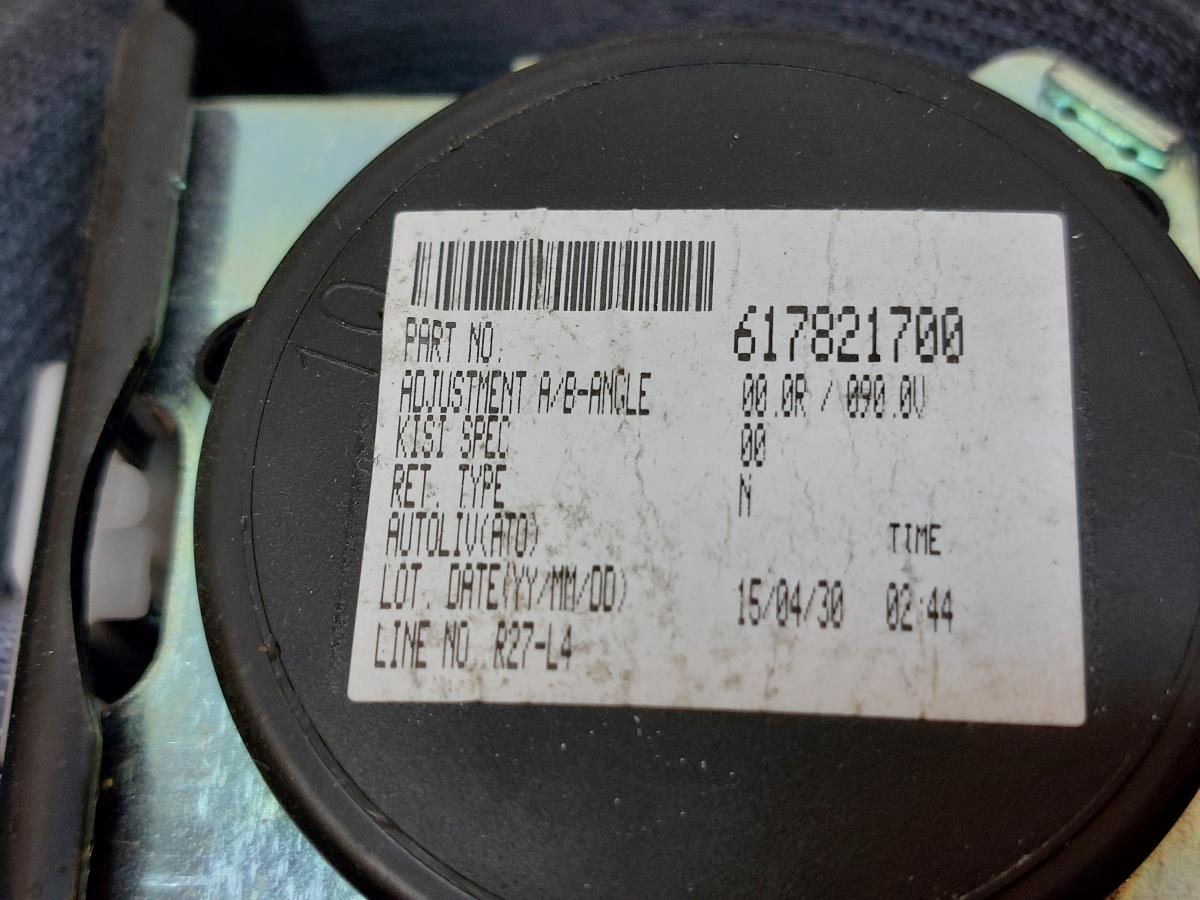 10
PART NO. 617821700
ADJUSTMENT A/B-ANGLE 00.0R / 090.0V
KISI SPEC 00
RET. TYPE N
AUTOLIV(ATO) TIME
LOT. DATE(YY/MM/DD) 15/04/30 02:44
LINE NO R27-L4